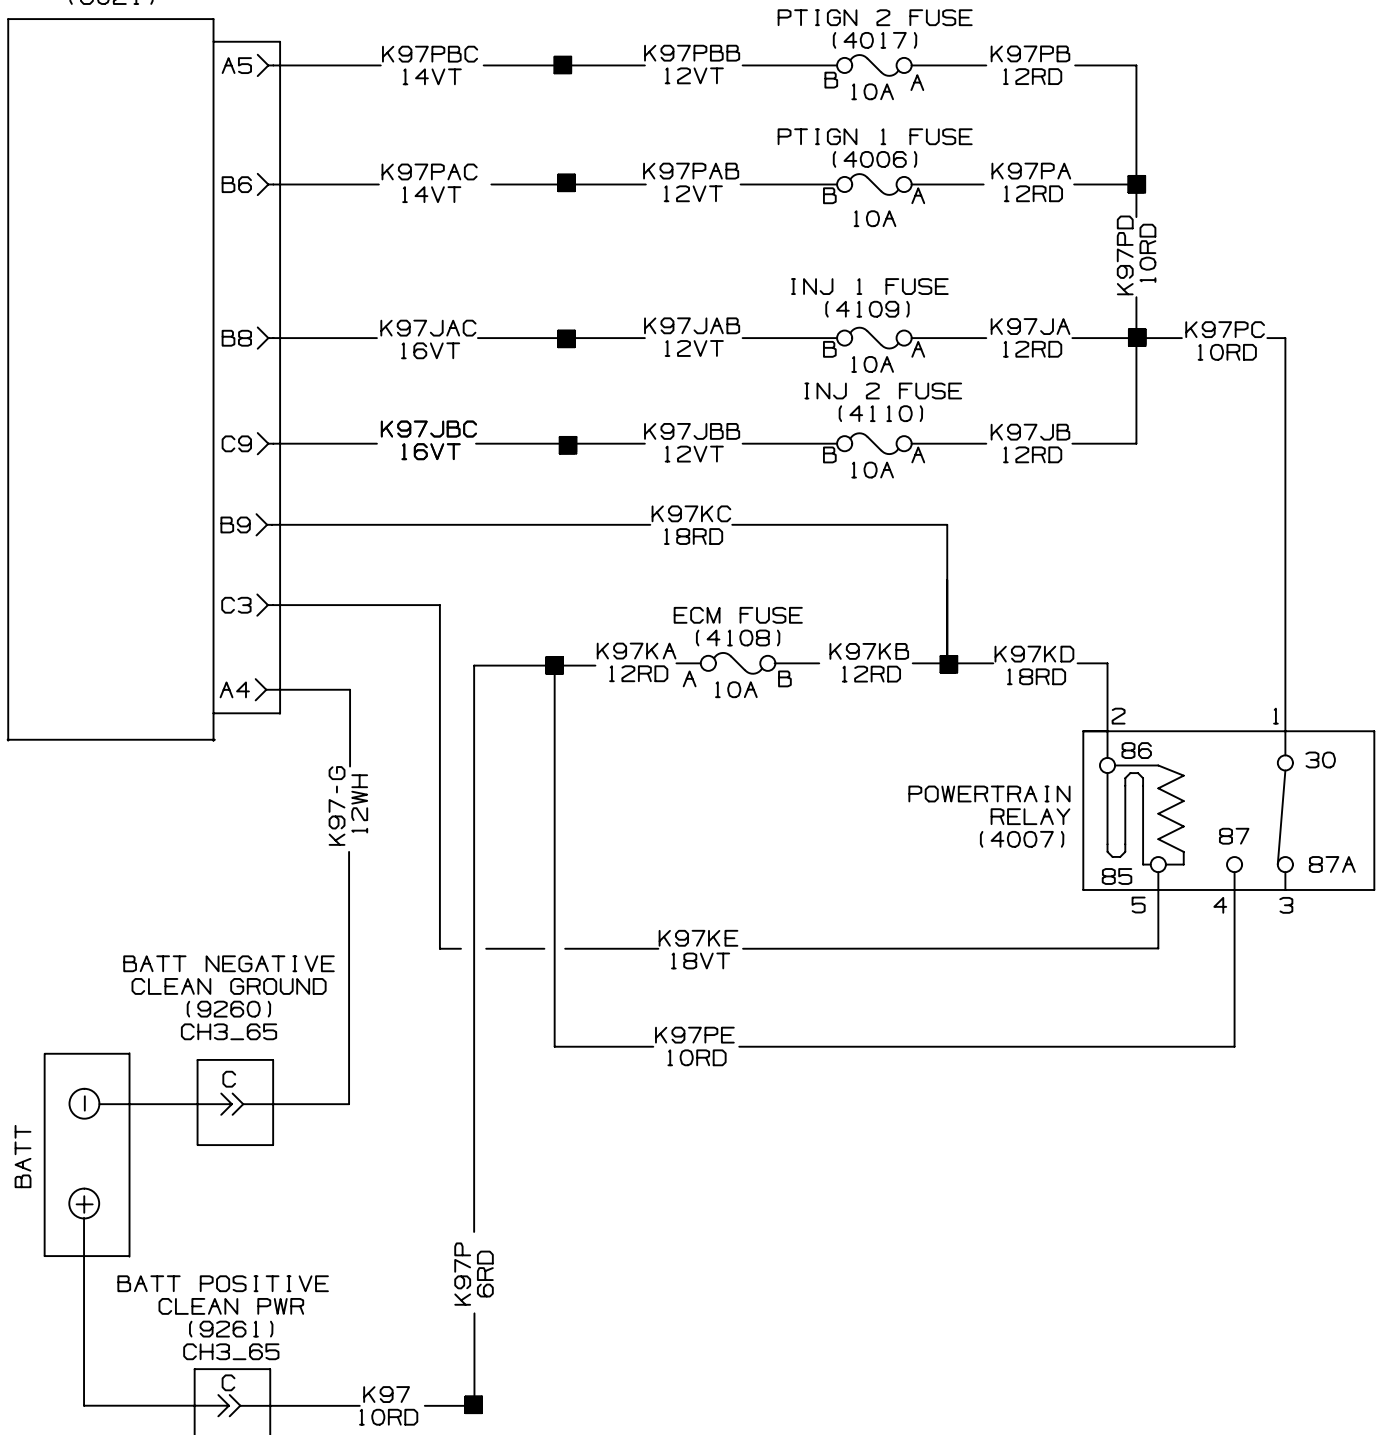 PTIGN 2 FUSE
(4017)
A5
K97PBC
14VT
K97PBB
12VT
B
10A
A
K97PB
12RD
PTIGN 1 FUSE
(4006)
B6
K97PAC
14VT
K97PAB
12VT
B
10A
A
K97PA
12RD
K97PD
10RD
INJ 1 FUSE
(4109)
B8
K97JAC
16VT
K97JAB
12VT
B
10A
A
K97JA
12RD
K97PC
10RD
INJ 2 FUSE
(4110)
C9
K97JBC
16VT
K97JBB
12VT
B
10A
A
K97JB
12RD
B9
K97KC
18RD
C3
ECM FUSE
(4108)
K97KA
12RD
A
10A
B
K97KB
12RD
K97KD
18RD
A4
2
1
86
30
POWERTRAIN
RELAY
(4007)
87
85
87A
5
4
3
K97-G
12WH
K97KE
18VT
BATT NEGATIVE
CLEAN GROUND
(9260)
CH3_65
C
K97PE
10RD
BATT
K97P
6RD
BATT POSITIVE
CLEAN PWR
(9261)
CH3_65
C
K97
10RD